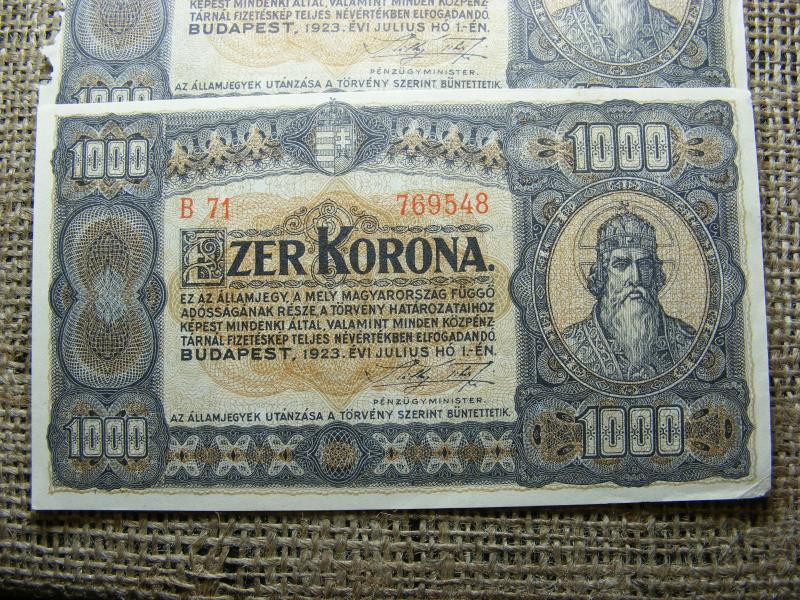 KÉPEST MINDENKI ÁLTAL, VALAMINT MINDEN KÖZPÉNZ-
TÁRNÁL FIZETÉSKÉP TELJES NÉVÉRTÉKBEN ELFOGADANDÓ.
BUDAPEST, 1923. ÉVI JÚLIUS HÓ 1.-ÉN.
PÉNZÜGYMINISTER.
AZ ÁLLAMJEGYEK UTÁNZÁSA A TÖRVÉNY SZERINT BÜNTETTETIK.
1000 1000
B 71 769548
EZER KORONA.
EZ AZ ÁLLAMJEGY, A MELY MAGYARORSZÁG FÜGGŐ
ADÓSSÁGÁNAK RÉSZE, A TÖRVÉNY HATÁROZATAIHOZ
KÉPEST MINDENKI ÁLTAL, VALAMINT MINDEN KÖZPÉNZ-
TÁRNÁL FIZETÉSKÉP TELJES NÉVÉRTÉKBEN ELFOGADANDÓ.
BUDAPEST, 1923. ÉVI JÚLIUS HÓ 1.-ÉN.
PÉNZÜGYMINISTER.
AZ ÁLLAMJEGYEK UTÁNZÁSA A TÖRVÉNY SZERINT BÜNTETTETIK.
1000 1000